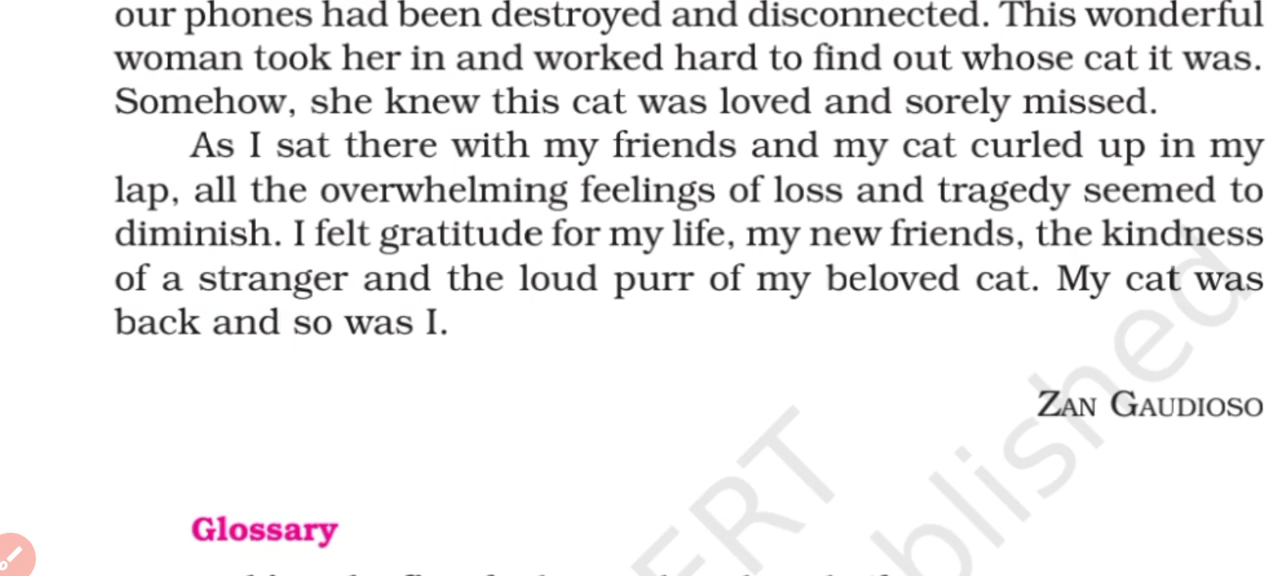 our phones had been destroyed and disconnected. This wonderful
woman took her in and worked hard to find out whose cat it was.
Somehow, she knew this cat was loved and sorely missed.
As I sat there with my friends and my cat curled up in my
lap, all the overwhelming feelings of loss and tragedy seemed to
diminish. I felt gratitude for my life, my new friends, the kindness
of a stranger and the loud purr of my beloved cat. My cat was
back and so was I.
ZAN GAUDIOSO
Glossary